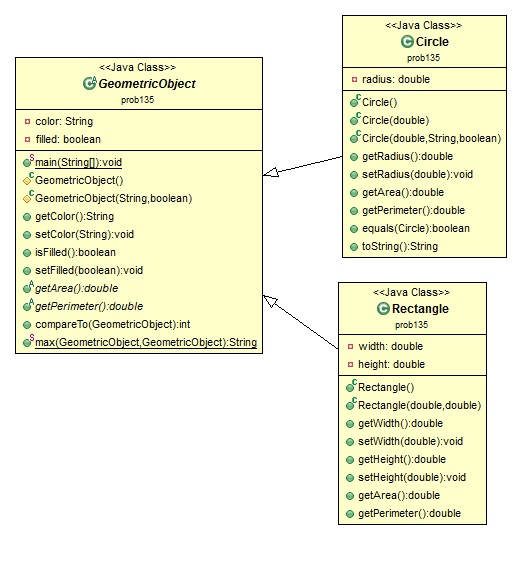 <<Java Class>>
GeometricObject
prob135
color: String
filled: boolean
main(String[]):void
GeometricObject()
GeometricObject(String,boolean)
getColor():String
setColor(String):void
isFilled():boolean
setFilled(boolean):void
getArea():double
getPerimeter():double
compareTo(GeometricObject):int
max(GeometricObject,GeometricObject):String
<<Java Class>>
Circle
prob135
radius: double
Circle()
Circle(double)
Circle(double,String,boolean)
getRadius():double
setRadius(double):void
getArea():double
getPerimeter():double
equals(Circle):boolean
toString():String
<<Java Class>>
Rectangle
prob135
width: double
height: double
Rectangle()
Rectangle(double,double)
getWidth():double
setWidth(double):void
getHeight():double
setHeight(double):void
getArea():double
getPerimeter():double